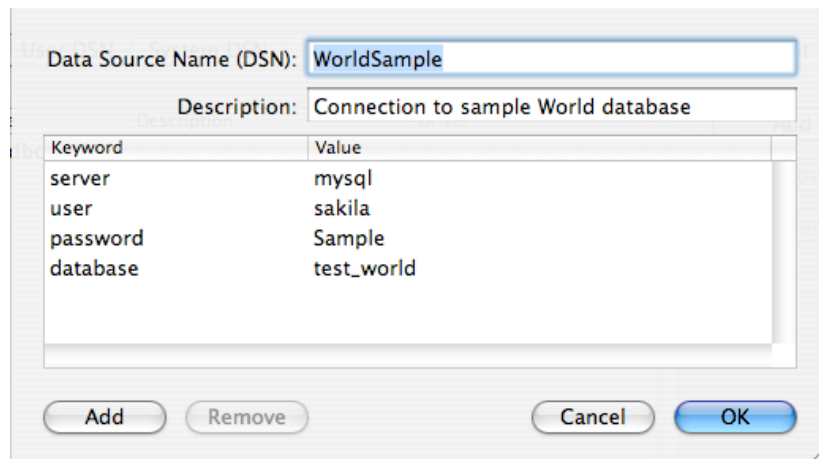 Data Source Name (DSN): WorldSample
Description: Connection to sample World database
Keyword Value
server mysql
user sakila
password Sample
database test_world
Add Remove Cancel OK